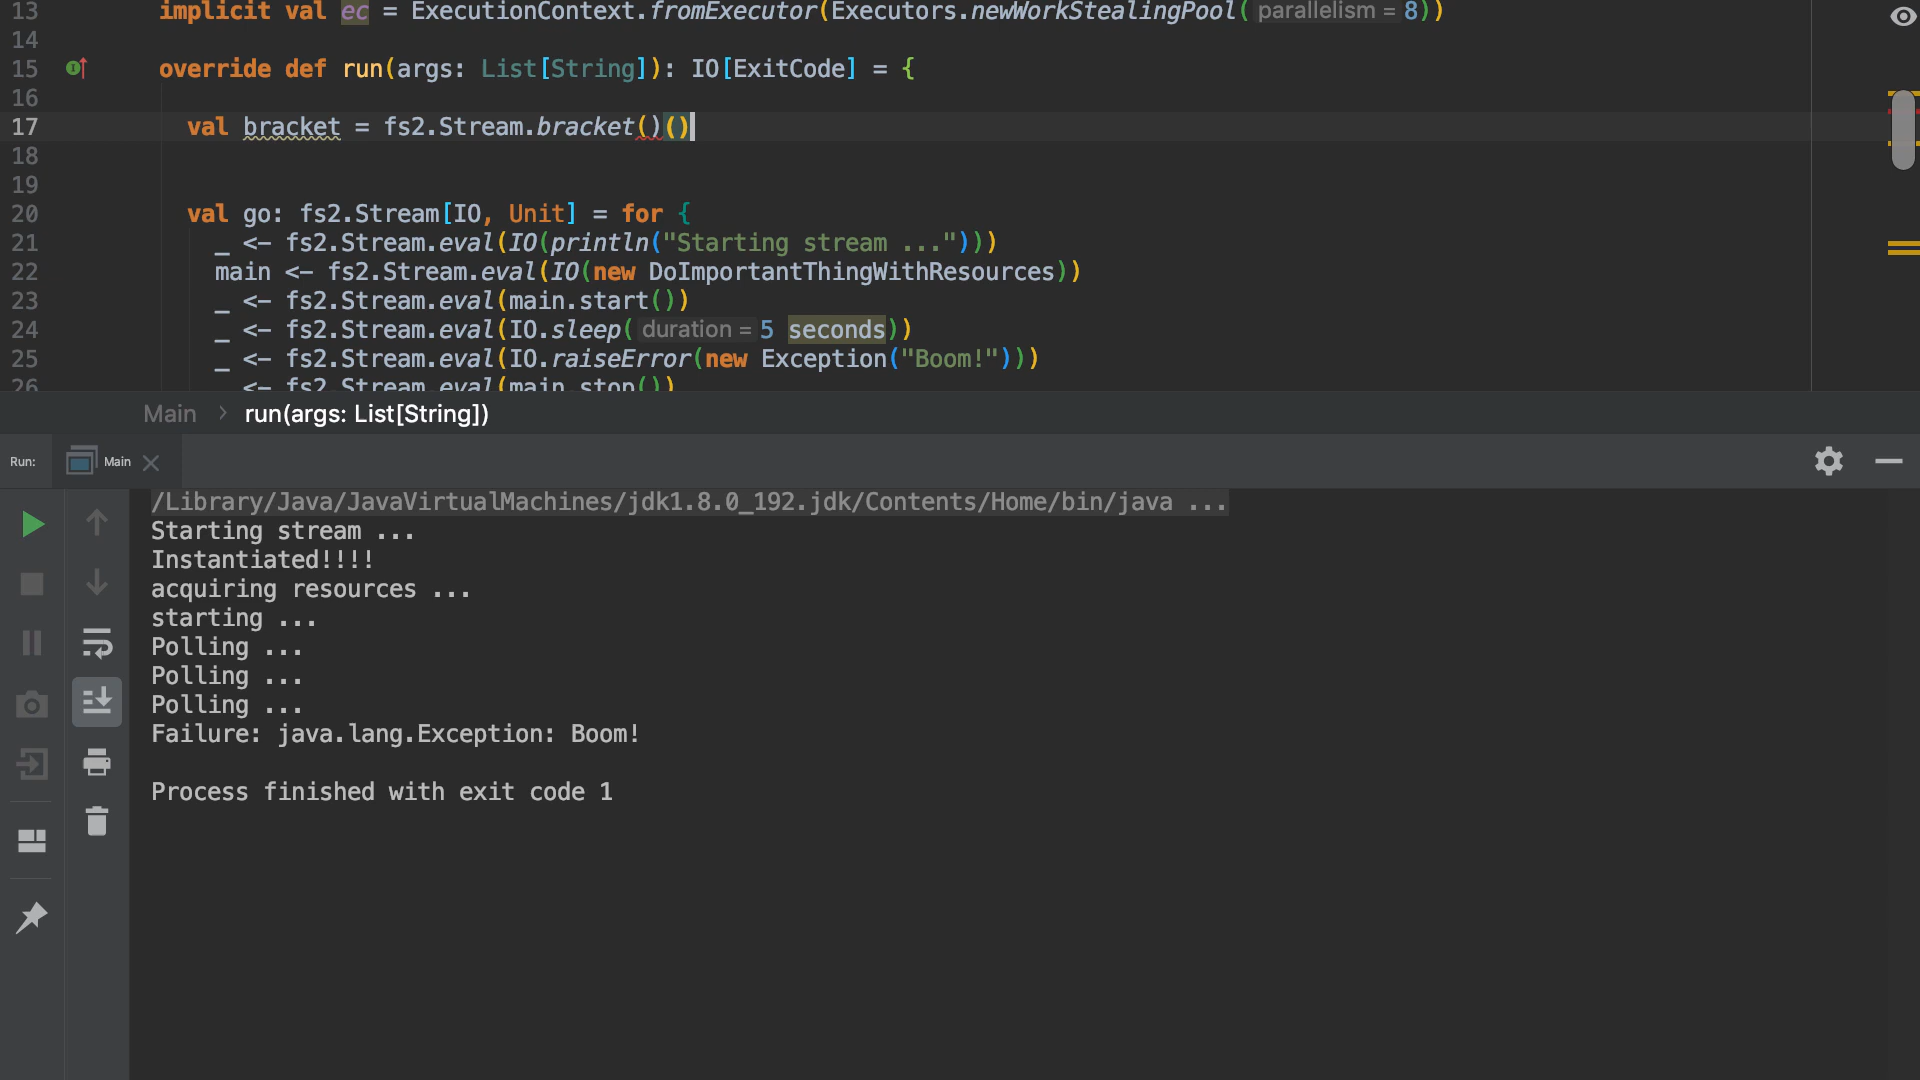 13 implicit val ec = ExecutionContext.fromExecutor(Executors.newWorkStealingPool( parallelism = 8))
14
15 override def run(args: List[String]): IO[ExitCode] = {
16
17 val bracket = fs2.Stream.bracket()()
18
19
20 val go: fs2.Stream[IO, Unit] = for {
21 _ <- fs2.Stream.eval(IO(println("Starting stream ...")))
22 main <- fs2.Stream.eval(IO(new DoImportantThingWithResources))
23 _ <- fs2.Stream.eval(main.start())
24 _ <- fs2.Stream.eval(IO.sleep( duration = 5 seconds))
25 _ <- fs2.Stream.eval(IO.raiseError(new Exception("Boom!")))
26 <- fs2.Stream.eval(main.stop())
Main > run(args: List[String])
Run: Main
/Library/Java/JavaVirtualMachines/jdk1.8.0_192.jdk/Contents/Home/bin/java ...
Starting stream ...
Instantiated!!!!
acquiring resources ...
starting ...
Polling ...
Polling ...
Polling ...
Failure: java.lang.Exception: Boom!
Process finished with exit code 1